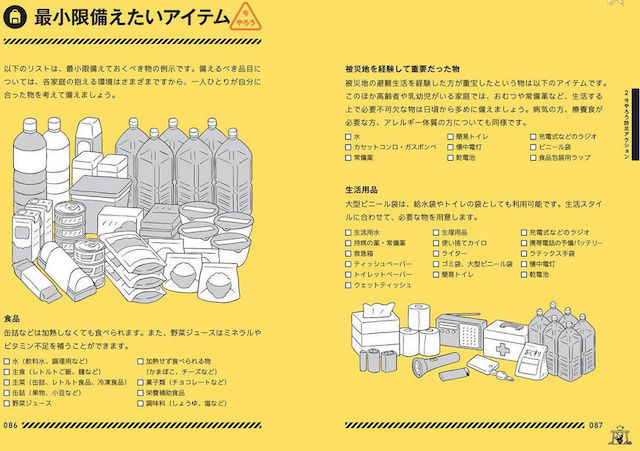 最小限備えたいアイテム
今
やろう
以下のリストは、最小限備えておくべき物の例示です。備えるべき品目に
ついては、各家庭の抱える環境はさまざまですから、一人ひとりが自分に
合った物を考えて備えましょう。
食品
缶詰などは加熱しなくても食べられます。また、野菜ジュースはミネラルや
ビタミン不足を補うことができます。
□ 水（飲料水、調理用など）
□ 主食（レトルトご飯、麺など）
□ 主菜（缶詰、レトルト食品、冷凍食品）
□ 缶詰（果物、小豆など）
□ 野菜ジュース
□ 加熱せず食べられる物
（かまぼこ、チーズなど）
□ 菓子類（チョコレートなど）
□ 栄養補助食品
□ 調味料（しょうゆ、塩など）
086
被災地を経験して重要だった物
被災地の避難生活を経験した方が重宝したという物は以下のアイテムです。
このほか高齢者や乳幼児がいる家庭では、おむつや常備薬など、生活する
上で必要不可欠な物は日頃から多めに備えましょう。病気の方、療養食が
必要な方、アレルギー体質の方についても同様です。
□ 水
□ カセットコンロ・ガスボンベ
□ 常備薬
□ 簡易トイレ
□ 懐中電灯
□ 乾電池
□ 充電式などのラジオ
□ ビニール袋
□ 食品包装用ラップ
生活用品
大型ビニール袋は、給水袋やトイレの袋としても利用可能です。生活スタイ
ルに合わせて、必要な物を用意します。
□ 生活用水
□ 持病の薬・常備薬
□ 救急箱
□ ティッシュペーパー
□ トイレットペーパー
□ ウェットティッシュ
□ 生理用品
□ 使い捨てカイロ
□ ライター
□ ゴミ袋、大型ビニール袋
□ 簡易トイレ
□ 充電式などのラジオ
□ 携帯電話の予備バッテリー
□ ラテックス手袋
□ 懐中電灯
□ 乾電池
おくすり
087
2 今やろう防災アクション